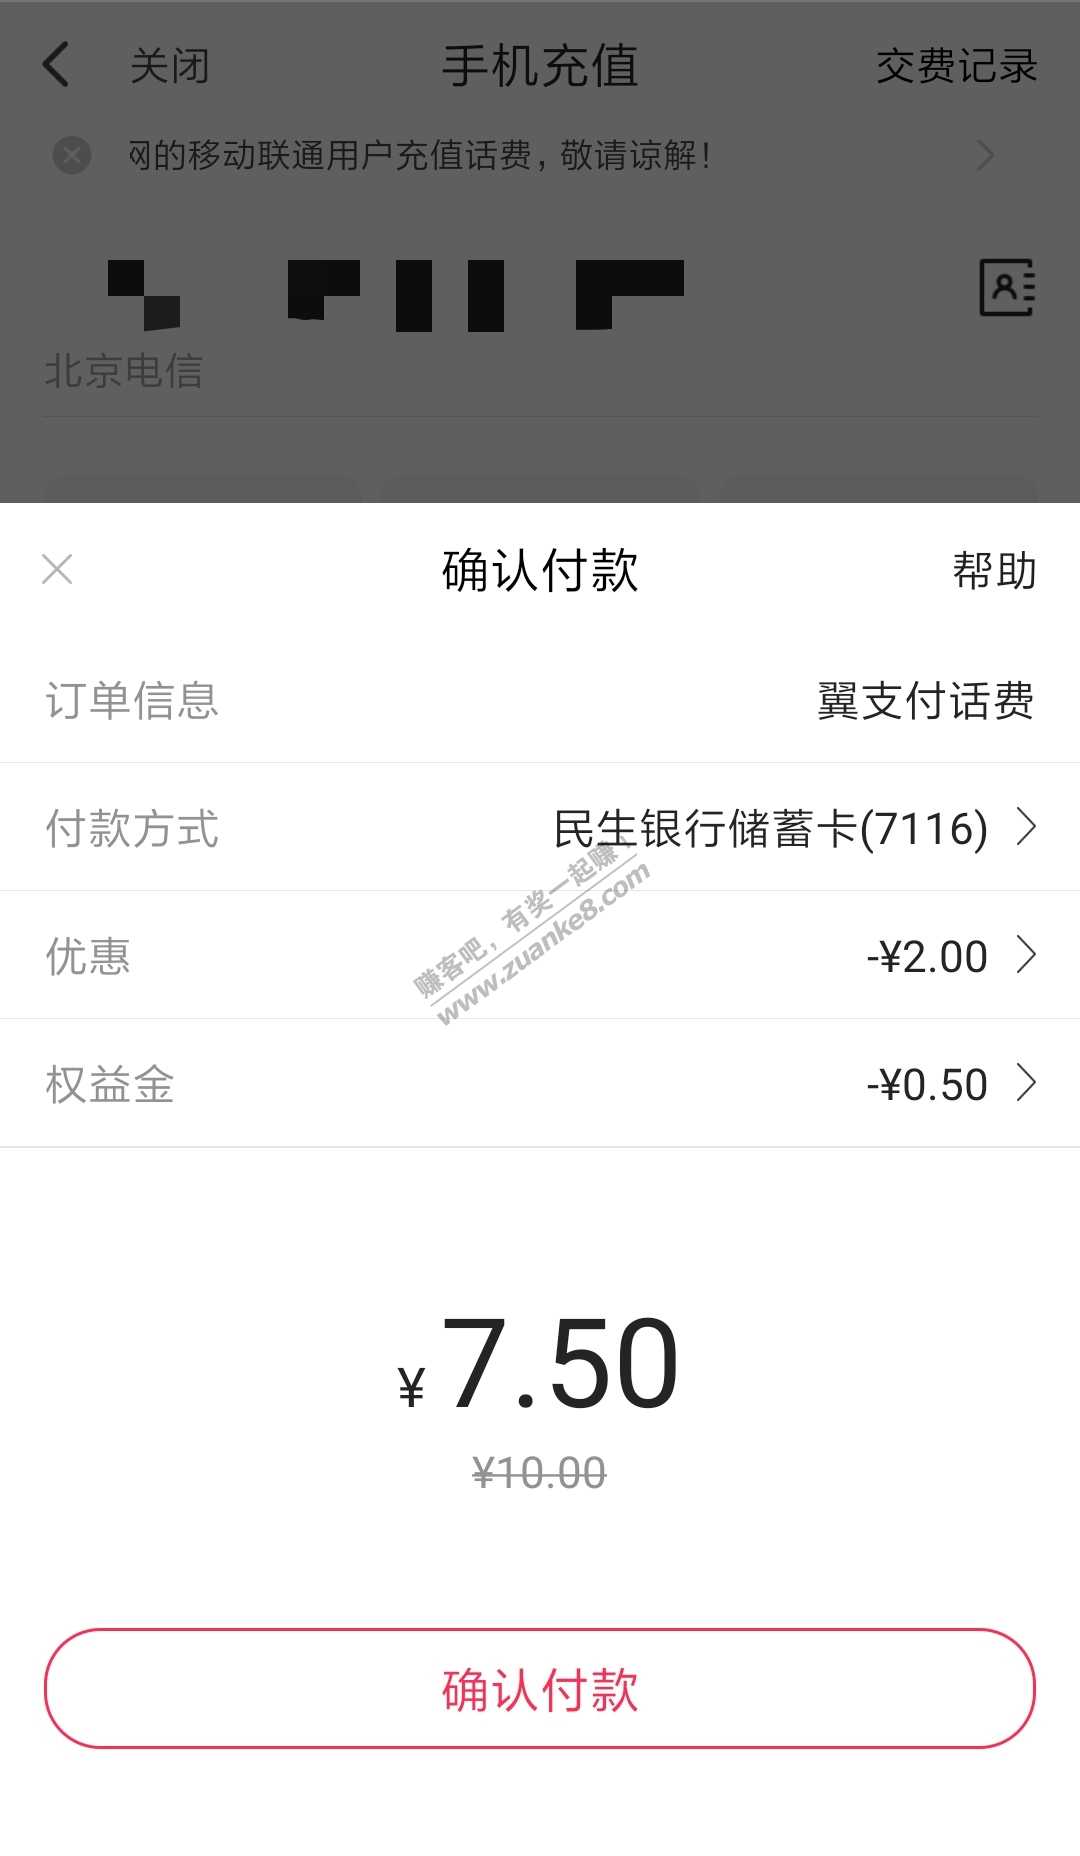 关闭
手机充值
交费记录
网的移动联通用户充值话费，敬请谅解！
北京电信
确认付款
帮助
订单信息
翼支付话费
付款方式
民生银行储蓄卡(7116)
优惠
-¥2.00
权益金
-¥0.50
赚客吧，有奖一起赚！
www.zuanke8.com
¥7.50
¥10.00
确认付款